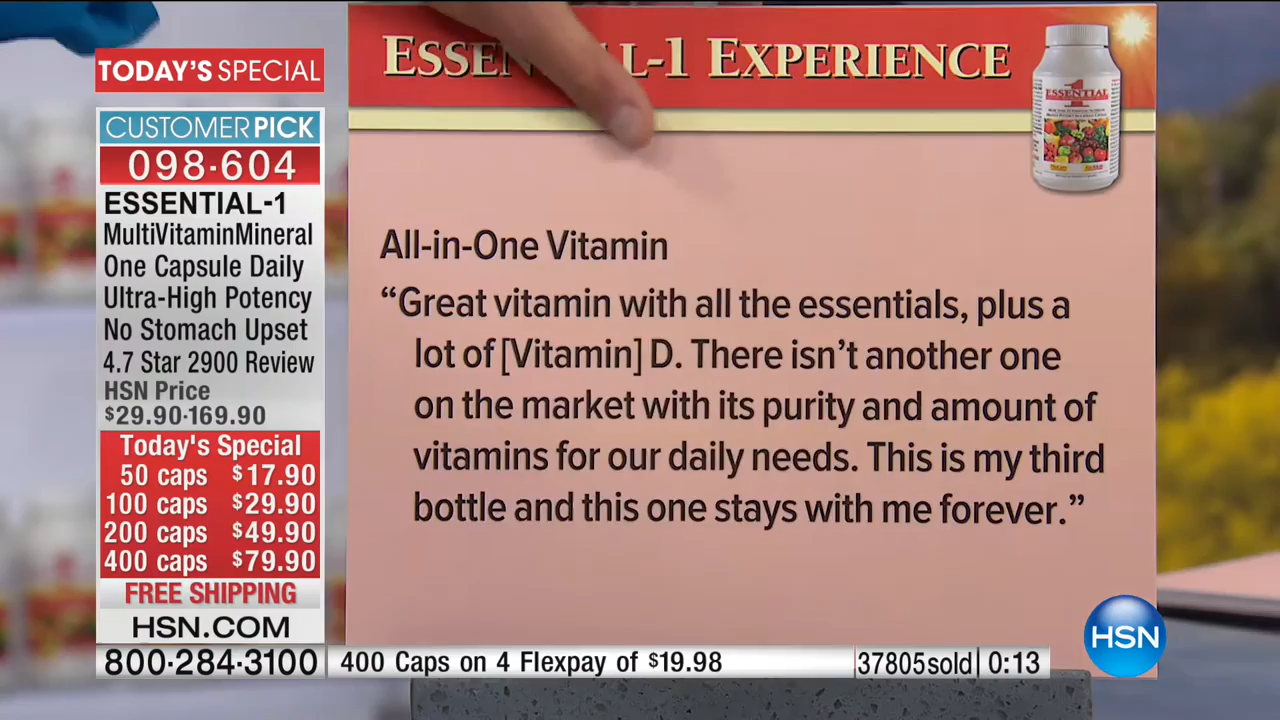 TODAY'S SPECIAL
CUSTOMER PICK
098·604
ESSENTIAL-1
MultiVitaminMineral
One Capsule Daily
Ultra-High Potency
No Stomach Upset
4.7 Star 2900 Review
HSN Price
$29.90-169.90
Today's Special
50 caps $17.90
100 caps $29.90
200 caps $49.90
400 caps $79.90
FREE SHIPPING
HSN.COM
800·284·3100
400 Caps on 4 Flexpay of $19.98
37805sold
0:13
L-1 EXPERIENCE
ESSENTIAL
1
All-in-One Vitamin
“Great vitamin with all the essentials, plus a
lot of [Vitamin] D. There isn’t another one
on the market with its purity and amount of
vitamins for our daily needs. This is my third
bottle and this one stays with me forever.”
HSN